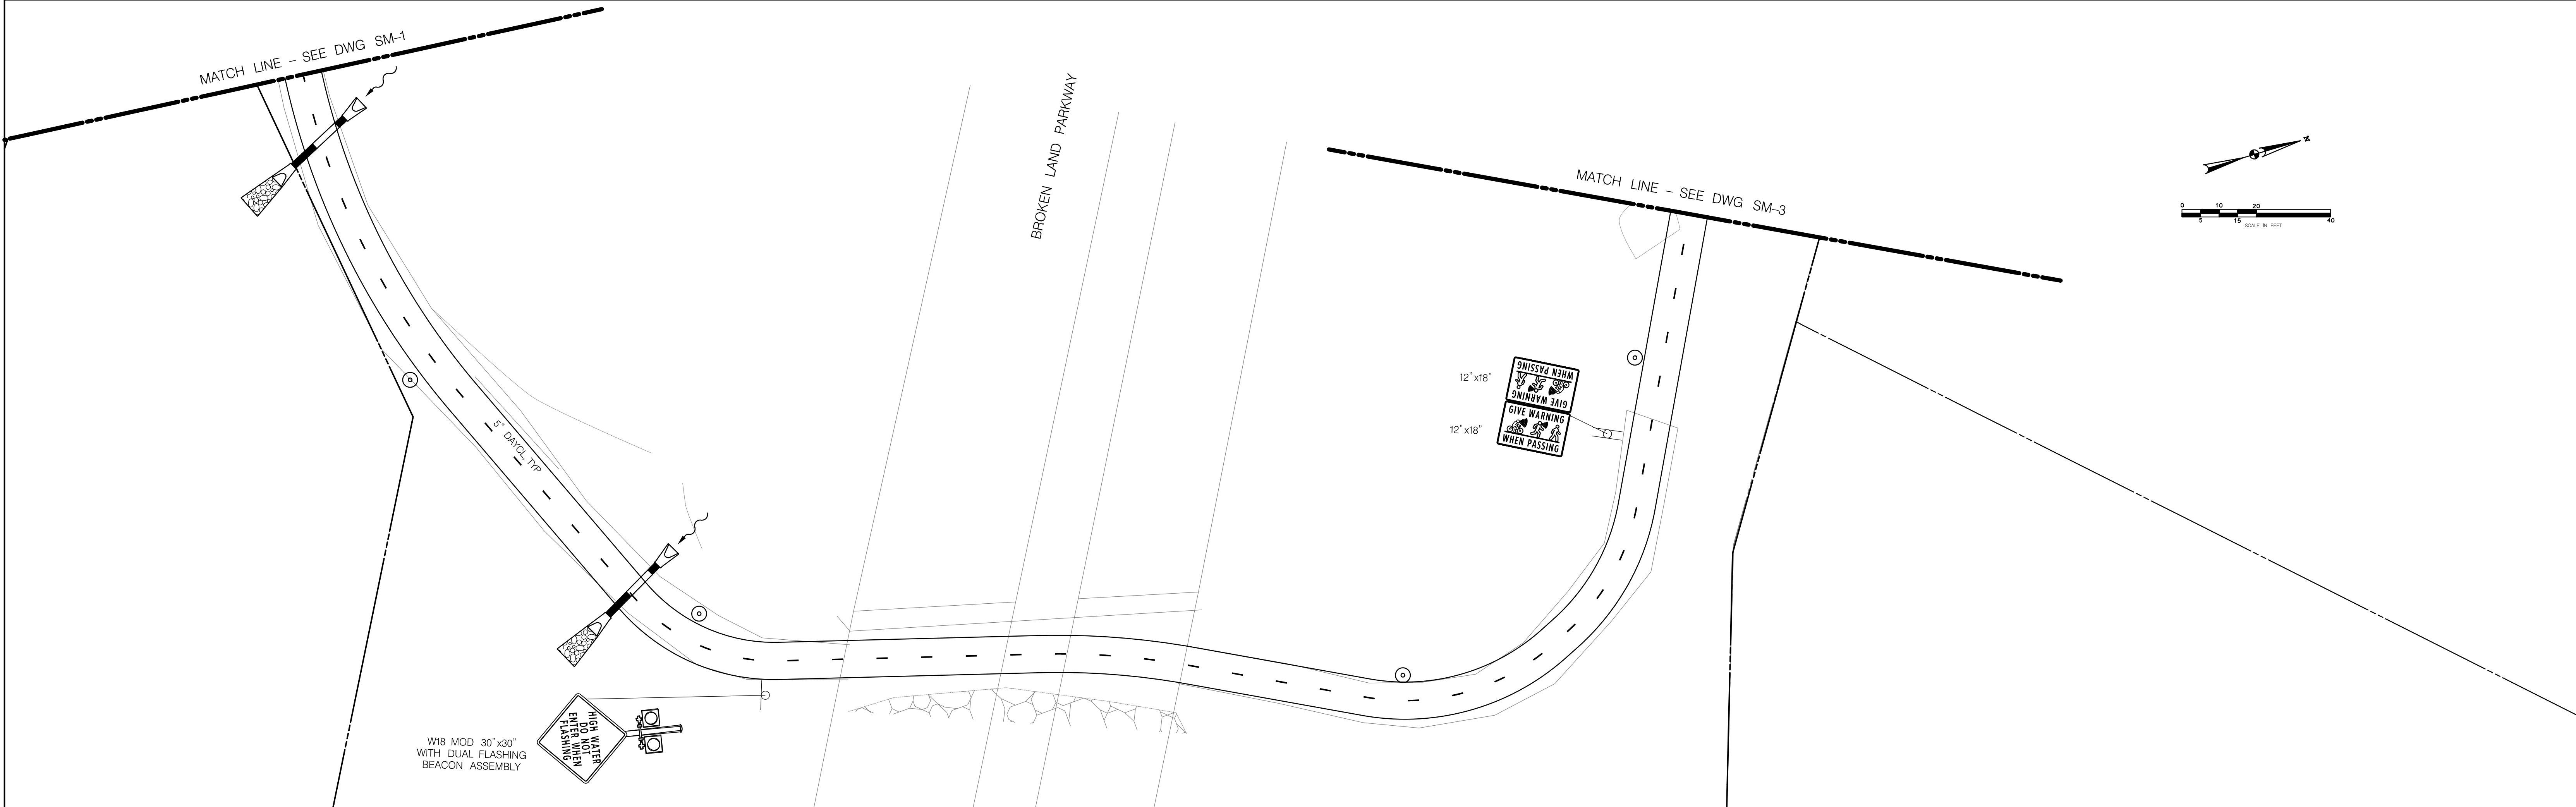 MATCH LINE - SEE DWG SM-1
BROKEN LAND PARKWAY
MATCH LINE - SEE DWG SM-3
0 10 20
5 15 40
SCALE IN FEET
12"x18"
WHEN PASSING
GIVE WARNING
12"x18"
GIVE WARNING
WHEN PASSING
5" DAYCL, TYP
HIGH WATER
DO NOT
ENTER WHEN
FLASHING
W18 MOD 30"x30"
WITH DUAL FLASHING
BEACON ASSEMBLY